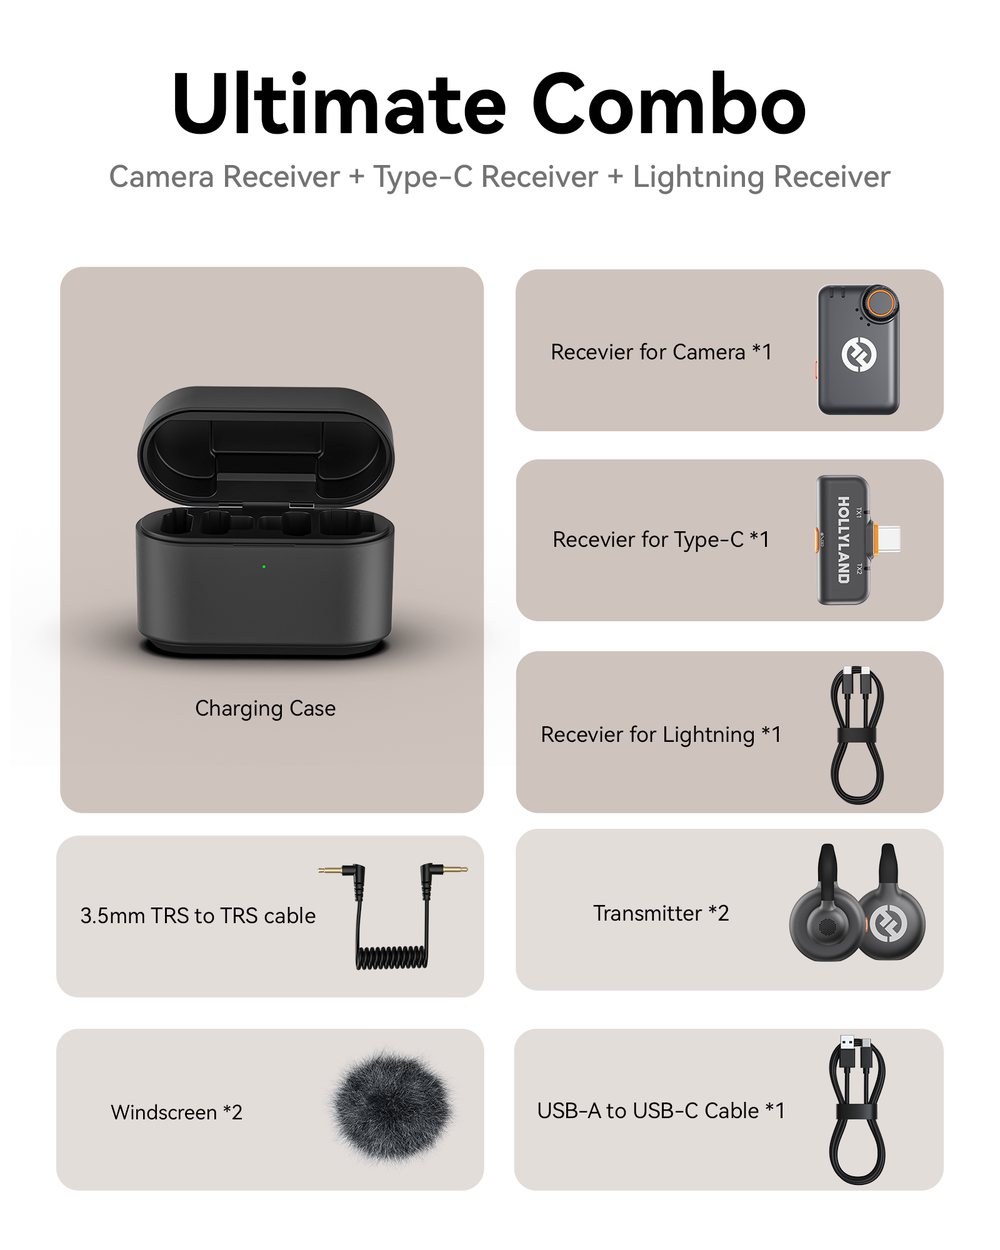 Ultimate Combo
Camera Receiver + Type-C Receiver + Lightning Receiver
Charging Case
Recevier for Camera *1
HOLLYLAND
TX1
TX2
Recevier for Type-C *1
Recevier for Lightning *1
3.5mm TRS to TRS cable
Transmitter *2
Windscreen *2
USB-A to USB-C Cable *1